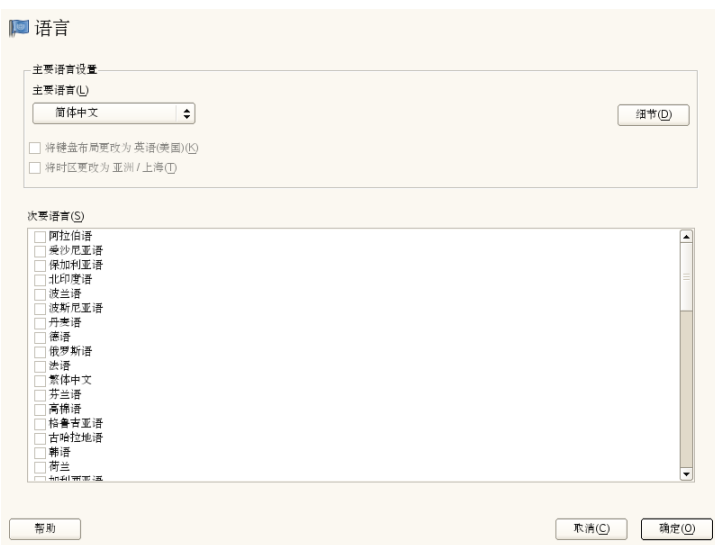 语言
主要语言设置
主要语言(L)
简体中文
细节(D)
将键盘布局更改为 英语(美国)(K)
将时区更改为 亚洲 / 上海(T)
次要语言(S)
阿拉伯语
爱沙尼亚语
保加利亚语
北印度语
波兰语
波斯尼亚语
丹麦语
德语
俄罗斯语
法语
繁体中文
芬兰语
高棉语
格鲁吉亚语
古哈拉地语
韩语
荷兰
加利西亚语
帮助
取消(C)
确定(O)